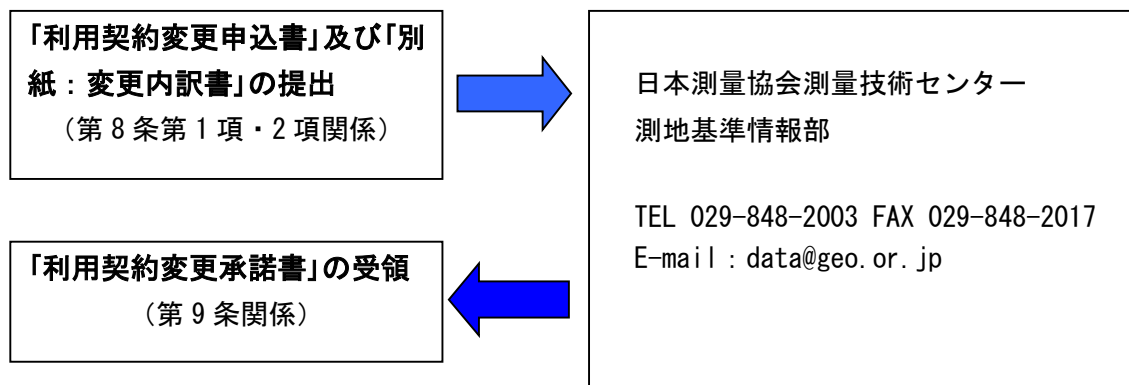 「利用契約変更申込書」及び「別
紙：変更内訳書」の提出
（第8条第1項・2項関係）
日本測量協会測量技術センター
測地基準情報部
TEL 029-848-2003 FAX 029-848-2017
E-mail：data@geo.or.jp
「利用契約変更承諾書」の受領
（第9条関係）